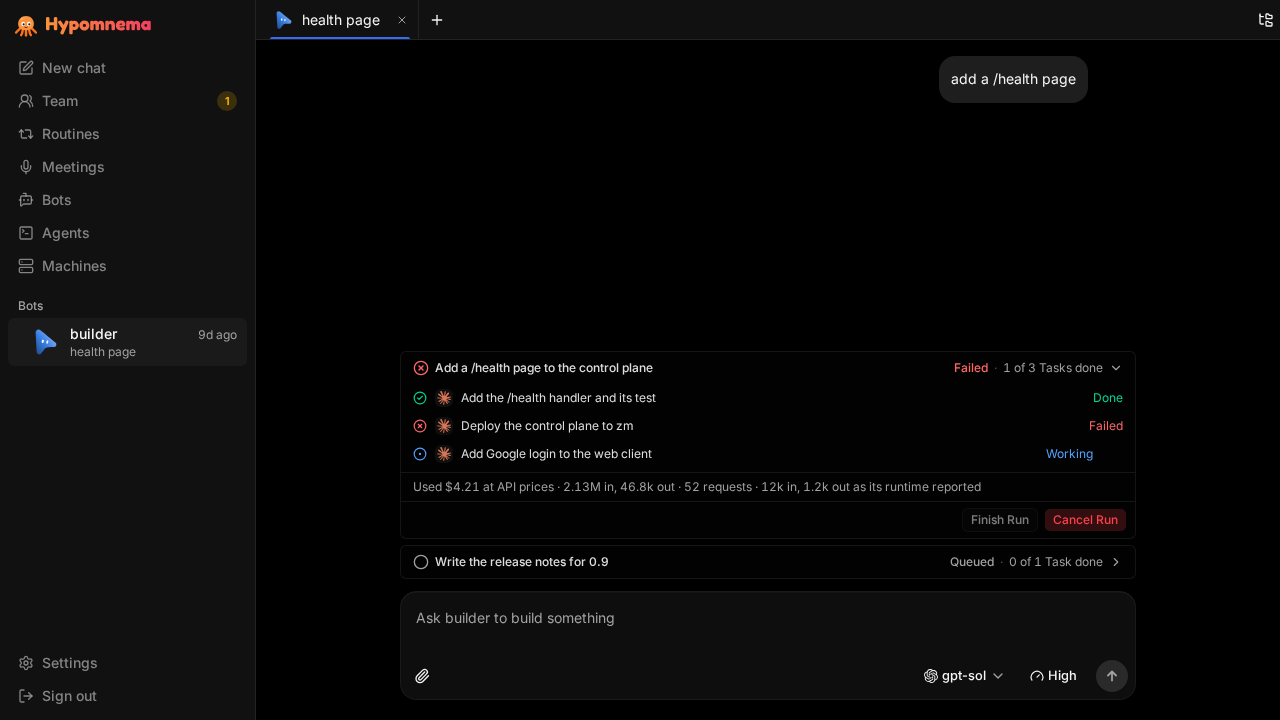 Hypomnema
health page
New chat
Team
1
Routines
Meetings
Bots
Agents
Machines
Bots
builder
9d ago
health page
Settings
Sign out
add a /health page
Add a /health page to the control plane
Failed · 1 of 3 Tasks done
Add the /health handler and its test
Done
Deploy the control plane to zm
Failed
Add Google login to the web client
Working
Used $4.21 at API prices · 2.13M in, 46.8k out · 52 requests · 12k in, 1.2k out as its runtime reported
Finish Run
Cancel Run
Write the release notes for 0.9
Queued · 0 of 1 Task done
Ask builder to build something
gpt-sol
High